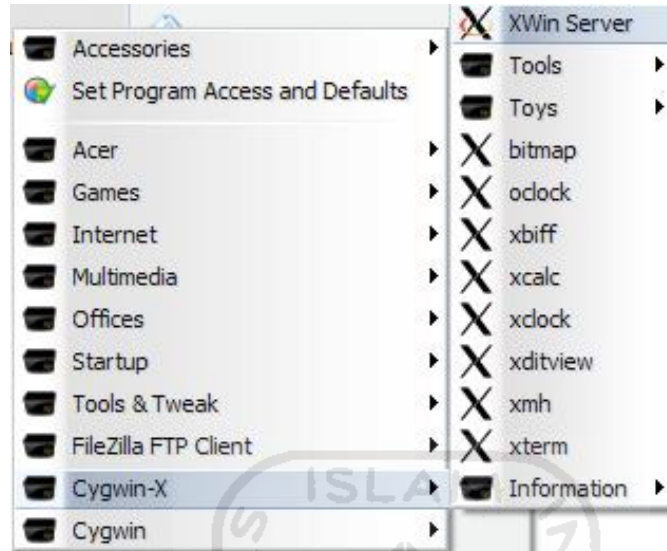 Accessories
Set Program Access and Defaults
Acer
Games
Internet
Multimedia
Offices
Startup
Tools & Tweak
FileZilla FTP Client
Cygwin-X
Cygwin
XWin Server
Tools
Toys
bitmap
oclock
xbiff
xcalc
xclock
xditview
xmh
xterm
Information
ISLA